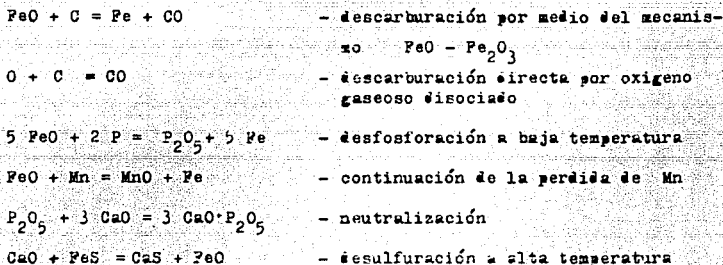 FeO + C = Fe + CO - descarburación por medio del mecanis-
mo FeO - Fe2O3
O + C = CO - descarburación directa por oxigeno
gaseoso disociado
5 FeO + 2 P = P2O5 + 5 Fe - desfosforación a baja temperatura
FeO + Mn = MnO + Fe - continuación de la perdida de Mn
P2O5 + 3 CaO = 3 CaO·P2O5 - neutralización
CaO + FeS = CaS + FeO - desulfuración a alta temperatura